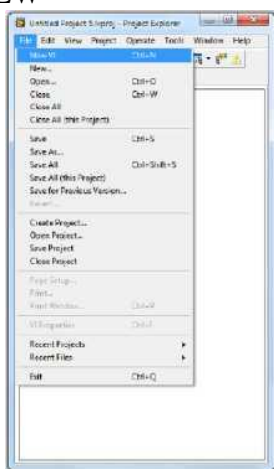 EW
Untitled Project 5.lvproj - Project Explorer
File Edit View Project Operate Tools Window Help
New VI Ctrl+N
New...
Open... Ctrl+O
Close Ctrl+W
Close All
Close All (this Project)
Save Ctrl+S
Save As...
Save All Ctrl+Shift+S
Save All (this Project)
Save for Previous Version...
Revert...
Create Project...
Open Project...
Save Project
Close Project
Page Setup...
Print...
Print Window... Ctrl+P
VI Properties Ctrl+I
Recent Projects
Recent Files
Exit Ctrl+Q